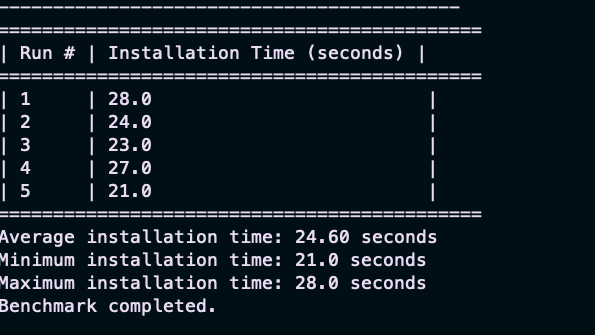 ------------------------------------------
============================================
| Run # | Installation Time (seconds) |
============================================
| 1     | 28.0                         |
| 2     | 24.0                         |
| 3     | 23.0                         |
| 4     | 27.0                         |
| 5     | 21.0                         |
============================================
Average installation time: 24.60 seconds
Minimum installation time: 21.0 seconds
Maximum installation time: 28.0 seconds
Benchmark completed.